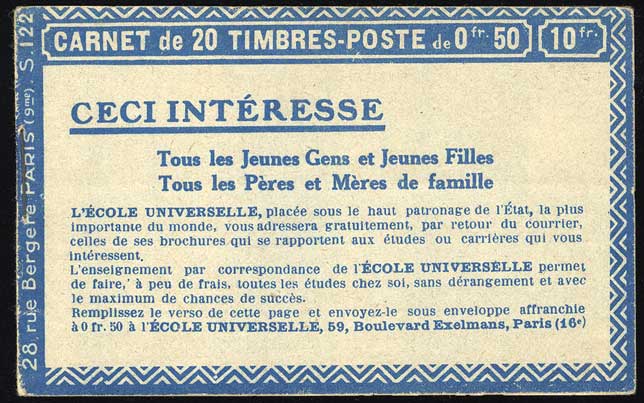 CARNET de 20 TIMBRES-POSTE de 0 fr. 50
10 fr.
28, rue Bergère PARIS (9me). S. 122
CECI INTÉRESSE
Tous les Jeunes Gens et Jeunes Filles
Tous les Pères et Mères de famille
L'ÉCOLE UNIVERSELLE, placée sous le haut patronage de l'État, la plus
importante du monde, vous adressera gratuitement, par retour du courrier,
celles de ses brochures qui se rapportent aux études ou carrières qui vous
intéressent.
L'enseignement par correspondance de l'ÉCOLE UNIVERSELLE permet
de faire, à peu de frais, toutes les études chez soi, sans dérangement et avec
le maximum de chances de succès.
Remplissez le verso de cette page et envoyez-le sous enveloppe affranchie
à 0 fr. 50 à l'ÉCOLE UNIVERSELLE, 59, Boulevard Exelmans, Paris (16e)